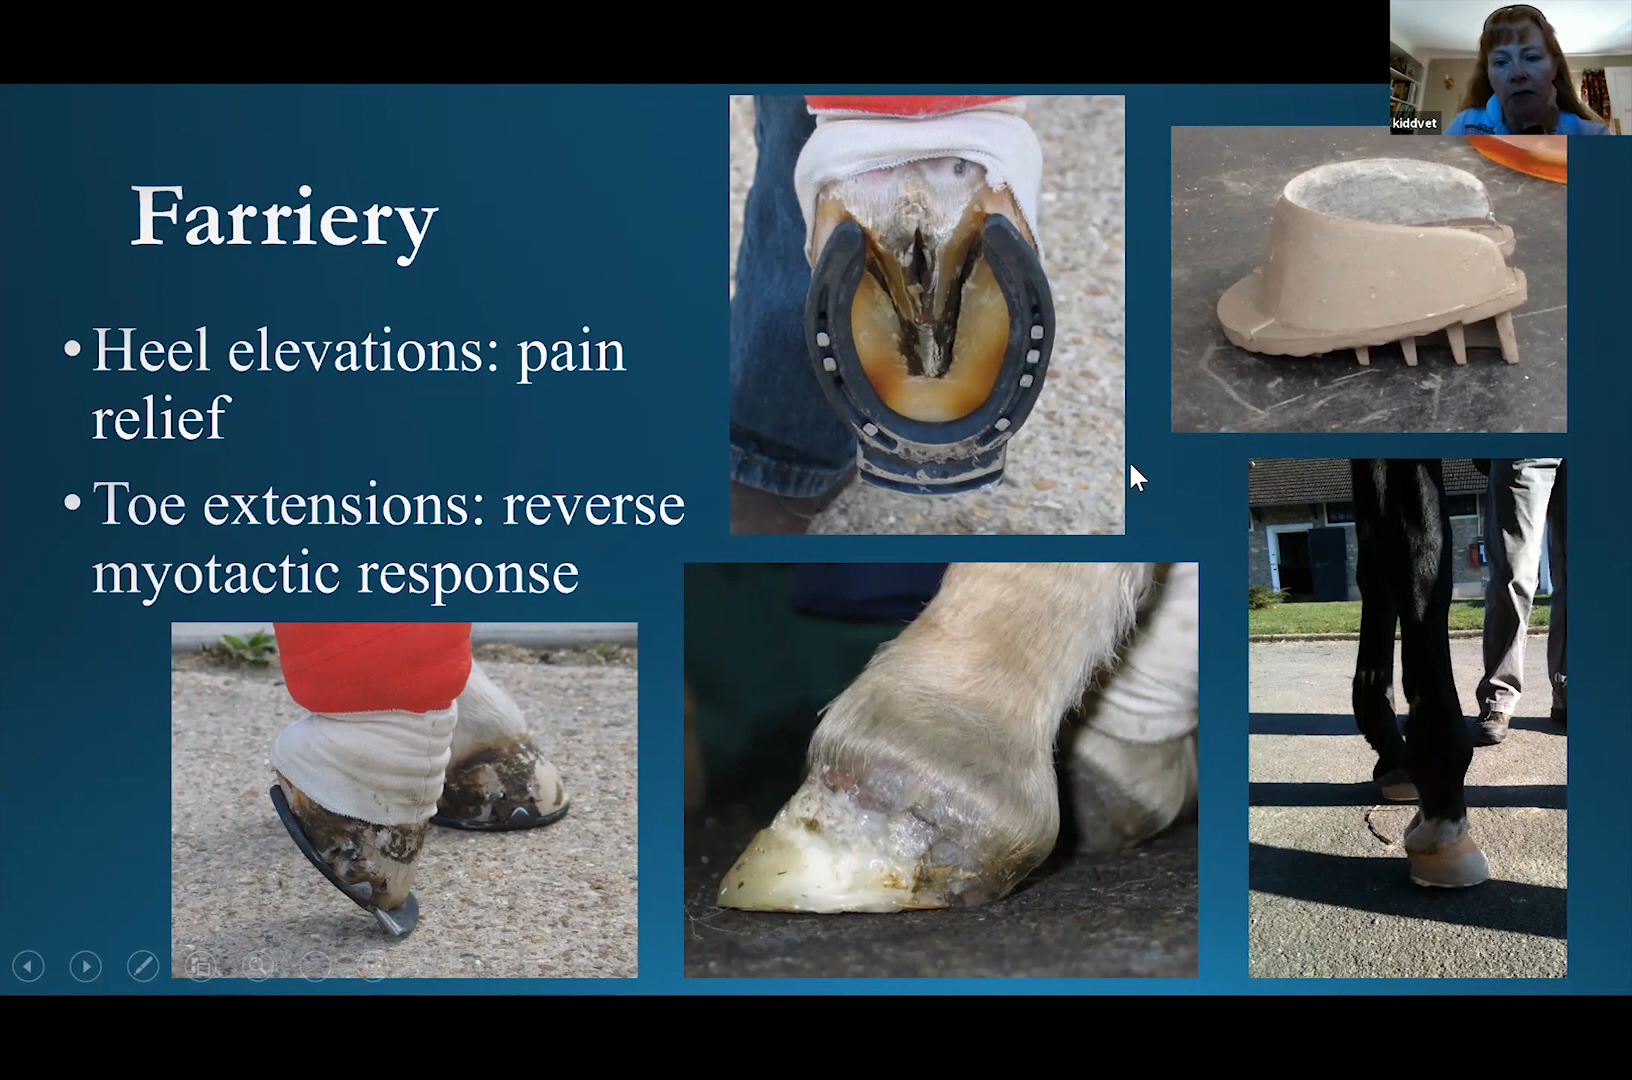 kiddvet
Farriery
• Heel elevations: pain
relief
• Toe extensions: reverse
myotactic response